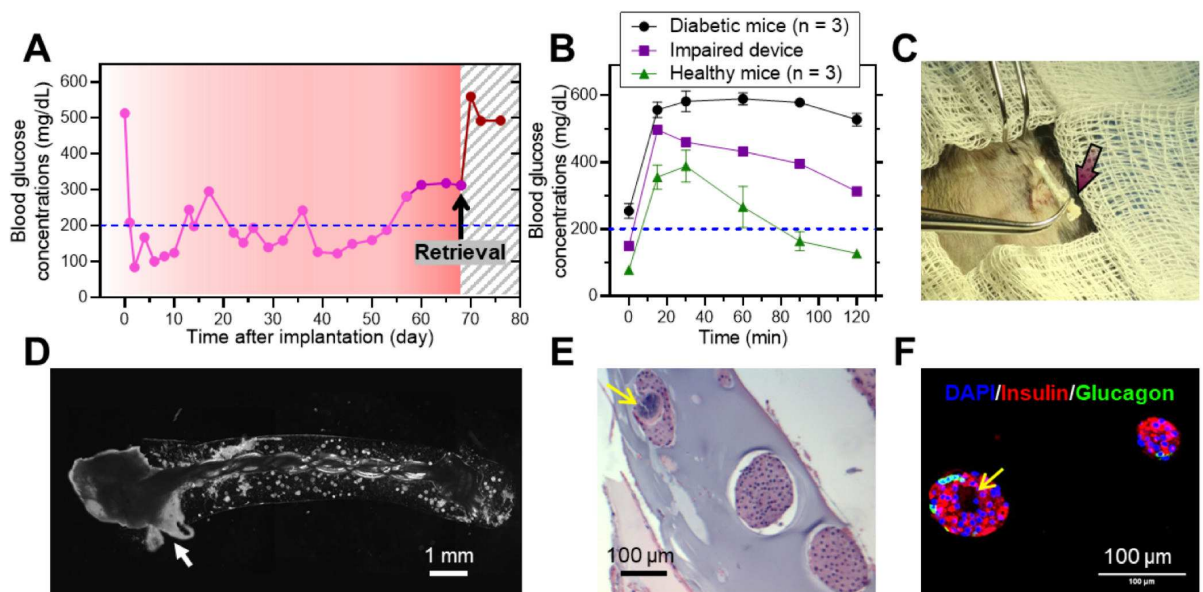 A
Blood glucose
concentrations (mg/dL)
600
500
400
300
200
100
0
Retrieval
0 10 20 30 40 50 60 70 80
Time after implantation (day)
B
Diabetic mice (n = 3)
Impaired device
Healthy mice (n = 3)
Blood glucose
concentrations (mg/dL)
600
400
200
0
0 20 40 60 80 100 120
Time (min)
C
D
1 mm
E
100 µm
F
DAPI/Insulin/Glucagon
100 µm
100 µm